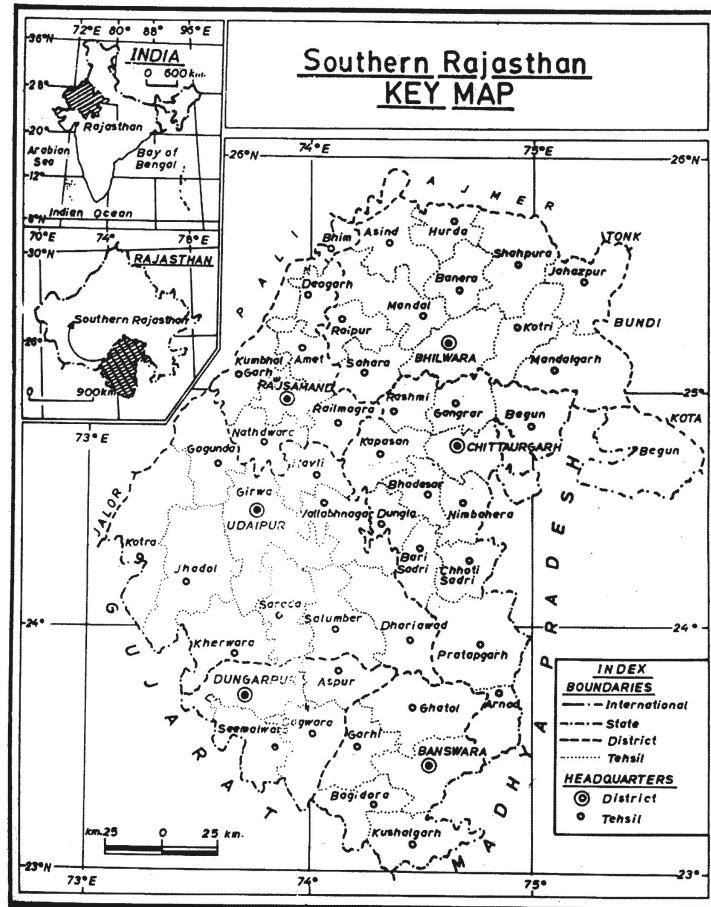 Southern Rajasthan
KEY MAP
72°E 80° 88° 96°E
36°N
INDIA
0 600km.
28°
Rajasthan
20°
Arabian
Sea
Bay of
Bengal
12°
Indian Ocean
8°N
70°E 74° 78°E
30°N
RAJASTHAN
Southern Rajasthan
26°
0 900km.
26°N 74°E 75°E 26°N
AJMER
TONK
PALI
BUNDI
KOTA
JALOR
GUJARAT
MADHYA PRADESH
Bhim
Asind
Hurda
Shahpura
Jahazpur
Deogarh
Banera
Mandal
Raipur
Kotri
BHILWARA
Amet
Sahara
Mandalgarh
Kumbhal
Garh
RAJSAMAND
25°N
Railmagra
Rashmi
Gangrar
Begun
73°E
Nathdwara
Kapasan
CHITTAURGARH
Begun
Gogunda
Mavli
Bhadesar
Girwa
UDAIPUR
Vallabhnagar
Dungla
Nimbahera
Kotra
Jhadol
Bari
Sadri
Chhoti
Sadri
Sarada
Salumber
Dhariawad
24° 24°
Kherwara
Pratapgarh
DUNGARPUR
Aspur
Arnod
Ghatol
Seemalwara
Sagwara
Garhi
BANSWARA
Bagidora
Kushalgarh
INDEX
BOUNDARIES
International
State
District
Tehsil
HEADQUARTERS
District
Tehsil
km.25 0 25 km.
23°N 23°
73°E 74° 75°E